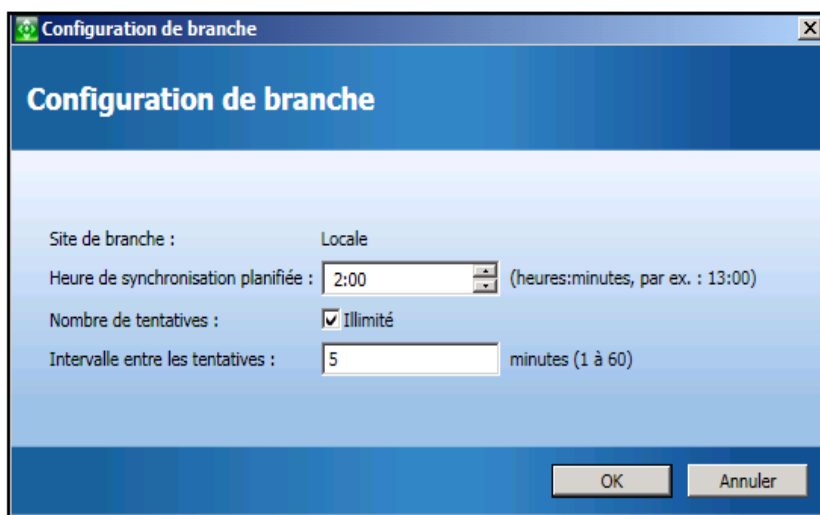 Configuration de branche
Configuration de branche
Site de branche : Locale
Heure de synchronisation planifiée : 2:00 (heures:minutes, par ex. : 13:00)
Nombre de tentatives : Illimité
Intervalle entre les tentatives : 5 minutes (1 à 60)
OK Annuler